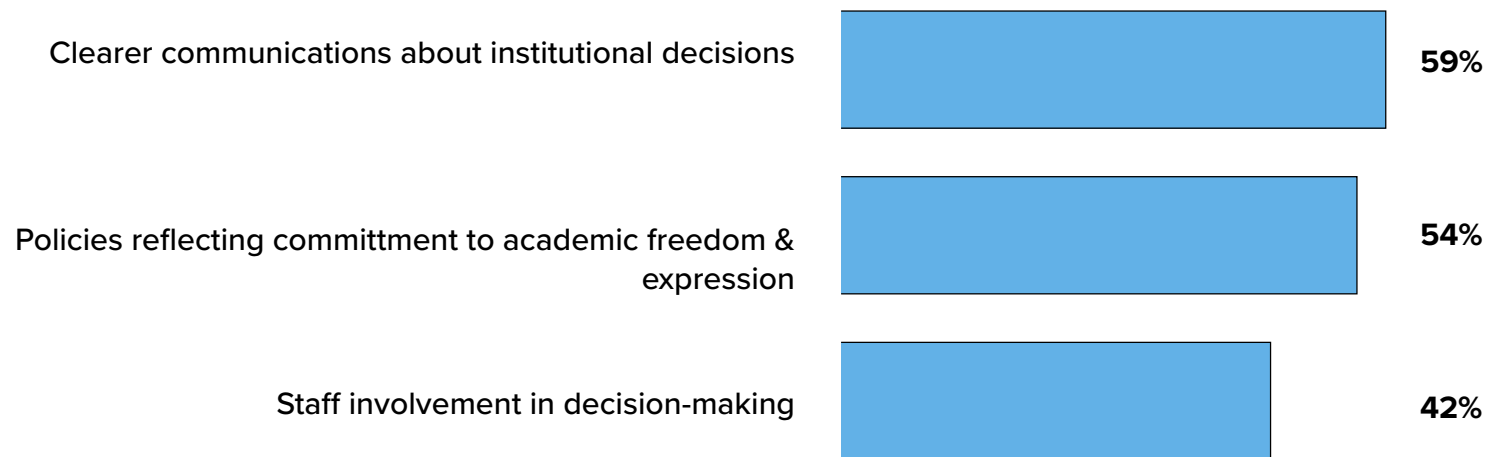 Clearer communications about institutional decisions
59%
Policies reflecting committment to academic freedom &
expression
54%
Staff involvement in decision-making
42%